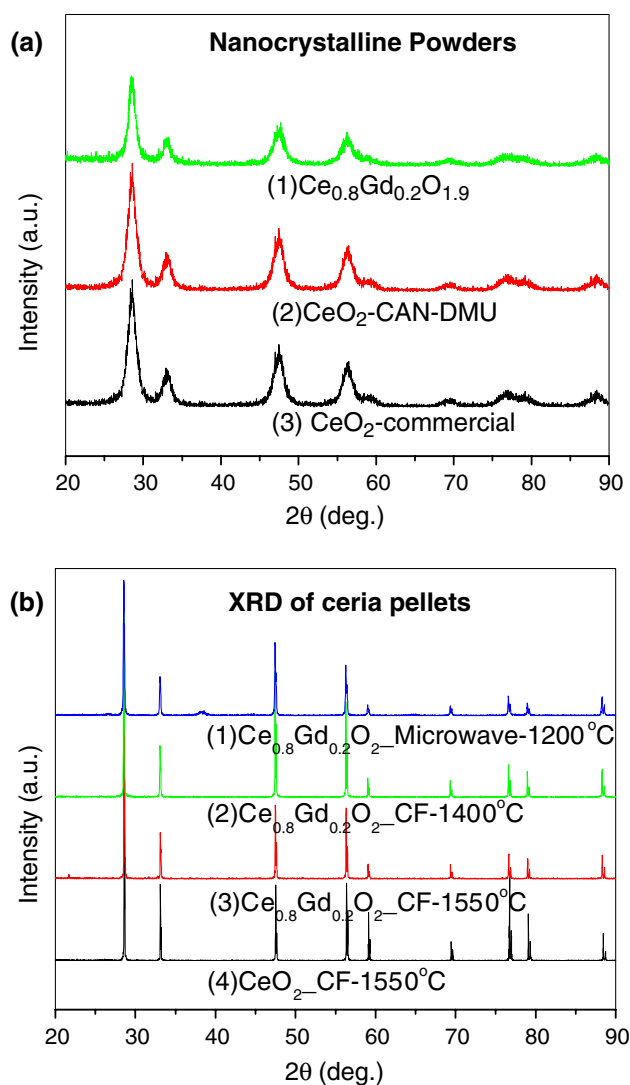 (a)
Nanocrystalline Powders
Intensity (a.u.)
(1)Ce0.8Gd0.2O1.9
(2)CeO2-CAN-DMU
(3) CeO2-commercial
20 30 40 50 60 70 80 90
2θ (deg.)
(b)
XRD of ceria pellets
Intensity (a.u.)
(1)Ce0.8Gd0.2O2_Microwave-1200°C
(2)Ce0.8Gd0.2O2_CF-1400°C
(3)Ce0.8Gd0.2O2_CF-1550°C
(4)CeO2_CF-1550°C
20 30 40 50 60 70 80 90
2θ (deg.)